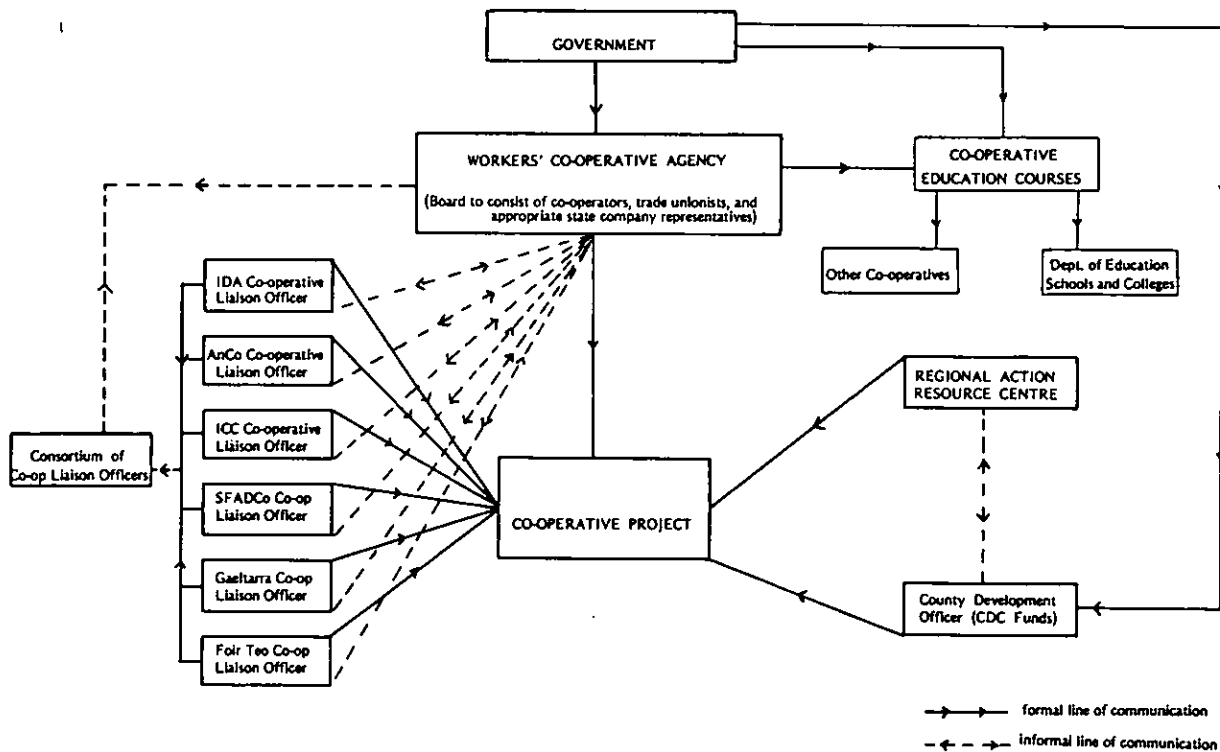 GOVERNMENT
WORKERS' CO-OPERATIVE AGENCY
(Board to consist of co-operators, trade unionists, and
appropriate state company representatives)
CO-OPERATIVE
EDUCATION COURSES
Other Co-operatives
Dept. of Education
Schools and Colleges
IDA Co-operative
Liaison Officer
AnCo Co-operative
Liaison Officer
ICC Co-operative
Liaison Officer
SFADCo Co-op
Liaison Officer
Gaeltarra Co-op
Liaison Officer
Foir Teo Co-op
Liaison Officer
Consortium of
Co-op Liaison Officers
CO-OPERATIVE PROJECT
REGIONAL ACTION
RESOURCE CENTRE
County Development
Officer (CDC Funds)
formal line of communication
informal line of communication